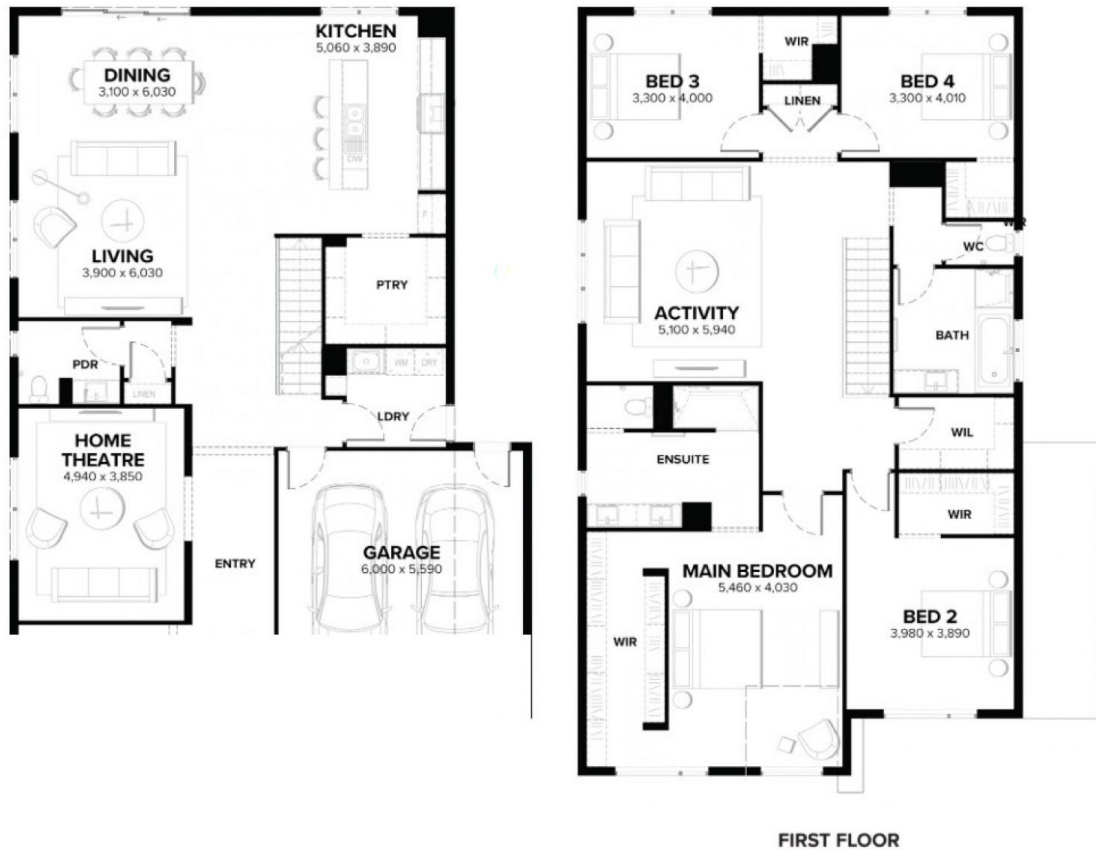 KITCHEN
5,060 x 3,890
DINING
3,100 x 6,030
DW
F
LIVING
3,900 x 6,030
PTRY
PDR
LINEN
WM
DRY
LDRY
HOME
THEATRE
4,940 x 3,850
ENTRY
GARAGE
6,000 x 5,590
BED 3
3,300 x 4,000
WIR
LINEN
BED 4
3,300 x 4,010
WIR
WC
ACTIVITY
5,100 x 5,940
BATH
ENSUITE
WIL
WIR
MAIN BEDROOM
5,460 x 4,030
WIR
BED 2
3,980 x 3,890
FIRST FLOOR